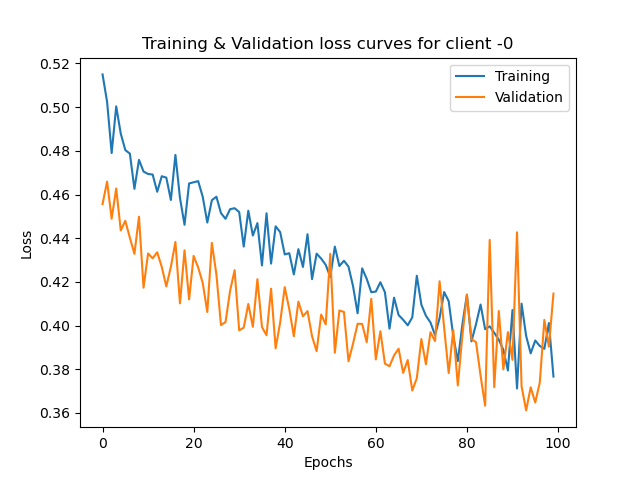 Training & Validation loss curves for client -0
Training
Validation
Loss
0.52
0.50
0.48
0.46
0.44
0.42
0.40
0.38
0.36
0 20 40 60 80 100
Epochs